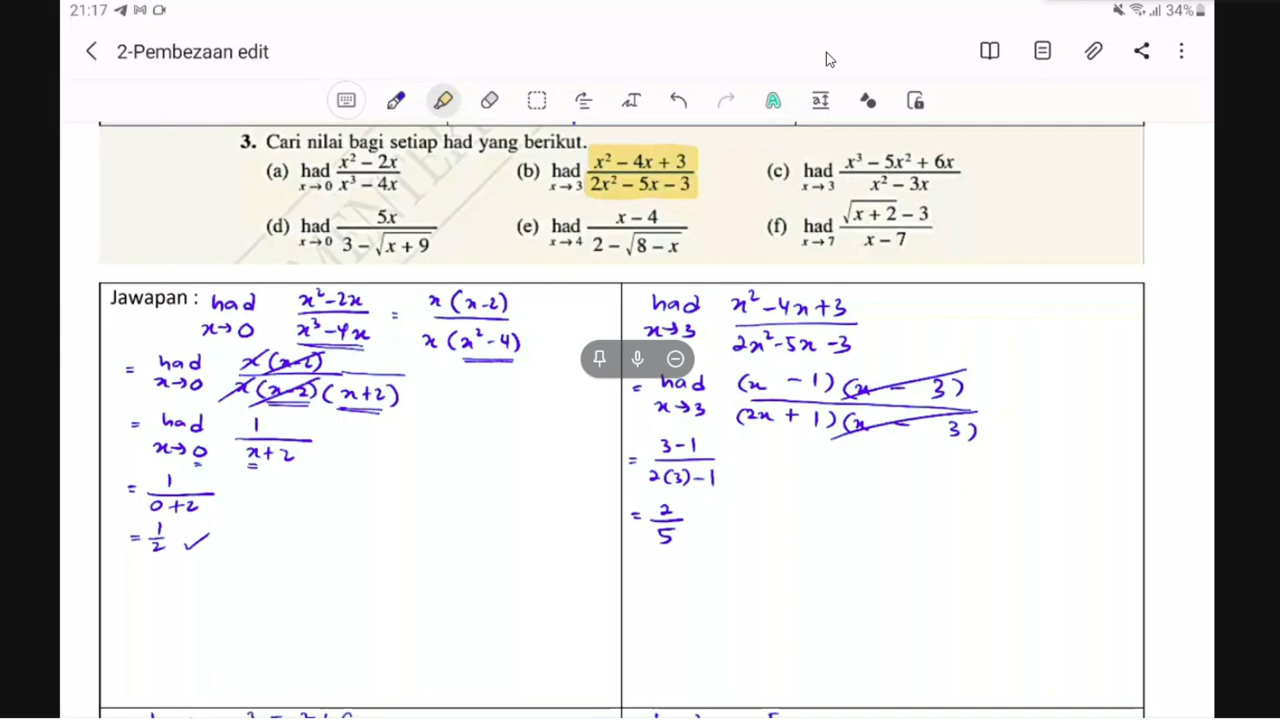 21:17
34%
2-Pembezaan edit
3. Cari nilai bagi setiap had yang berikut.
(a) had x→0 (x² − 2x)/(x³ − 4x) (b) had x→3 (x² − 4x + 3)/(2x² − 5x − 3) (c) had x→3 (x³ − 5x² + 6x)/(x² − 3x)
(d) had x→0 5x/(3 − √(x + 9)) (e) had x→4 (x − 4)/(2 − √(8 − x)) (f) had x→7 (√(x + 2) − 3)/(x − 7)
Jawapan : had x→0 (x² − 2x)/(x³ − 4x) = x(x − 2)/x(x² − 4)
= had x→0 x(x − 2)/x(x − 2)(x + 2)
= had x→0 1/(x + 2)
= 1/(0 + 2)
= 1/2 ✓
had x→3 (x² − 4x + 3)/(2x² − 5x − 3)
= had x→3 (x − 1)(x − 3)/(2x + 1)(x − 3)
= (3 − 1)/(2(3) − 1)
= 2/5